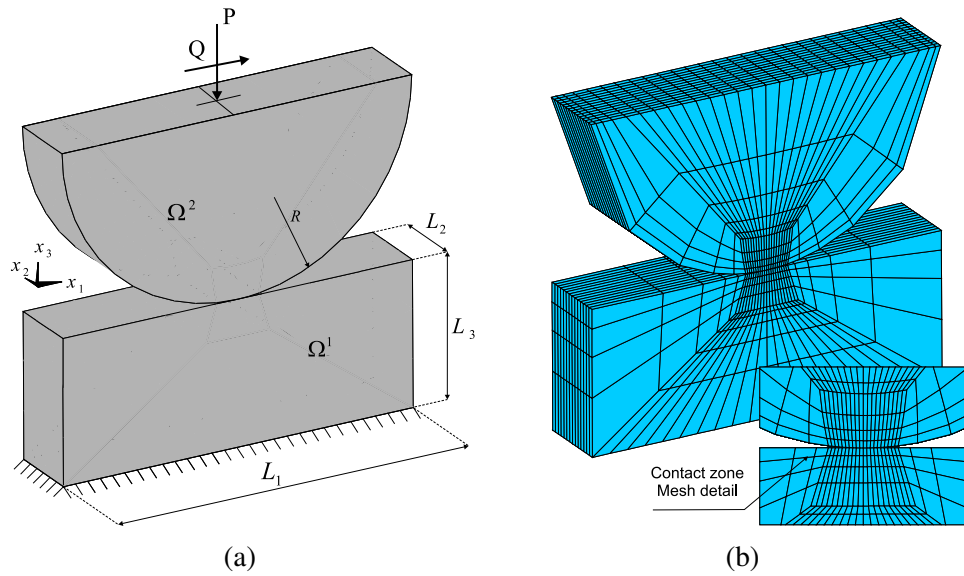 P
Q
Ω²
R
L₂
x₃
x₂
x₁
L₃
Ω¹
L₁
Contact zone
Mesh detail
(a)
(b)